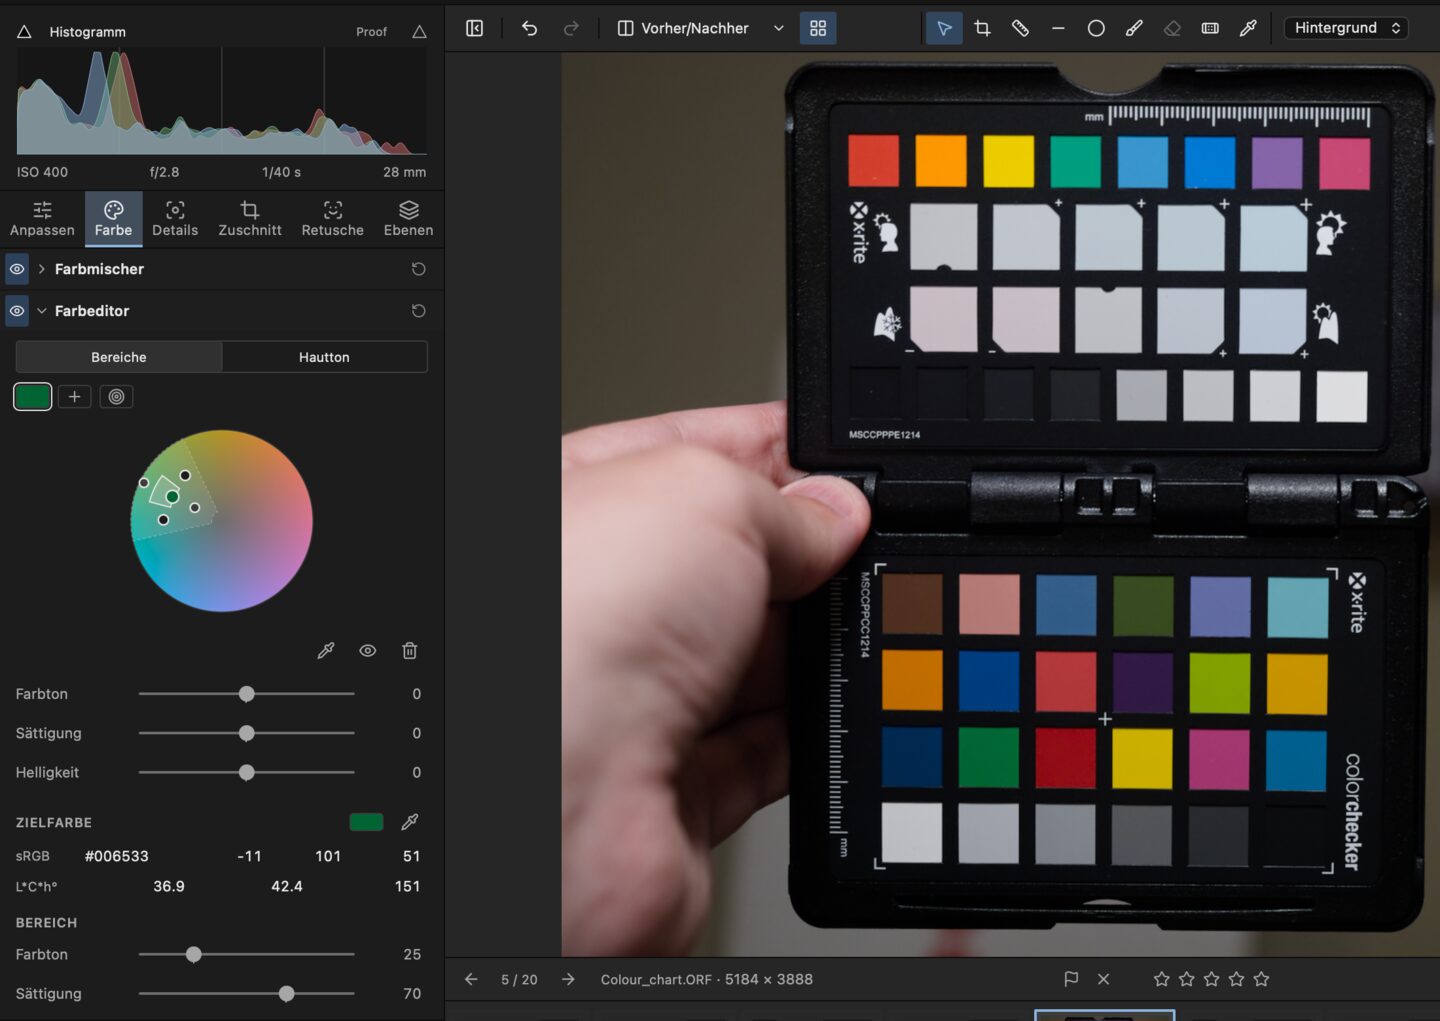 Histogramm
Proof
ISO 400
f/2.8
1/40 s
28 mm
Anpassen
Farbe
Details
Zuschnitt
Retusche
Ebenen
Farbmischer
Farbeditor
Bereiche
Hautton
Farbton
0
Sättigung
0
Helligkeit
0
ZIELFARBE
sRGB
#006533
-11
101
51
L*C*h°
36.9
42.4
151
BEREICH
Farbton
25
Sättigung
70
Vorher/Nachher
Hintergrund
mm
x-rite
MSCCPPPE1214
MSCCPPCC1214
x-rite
colorchecker
mm
5 / 20
Colour_chart.ORF · 5184 × 3888